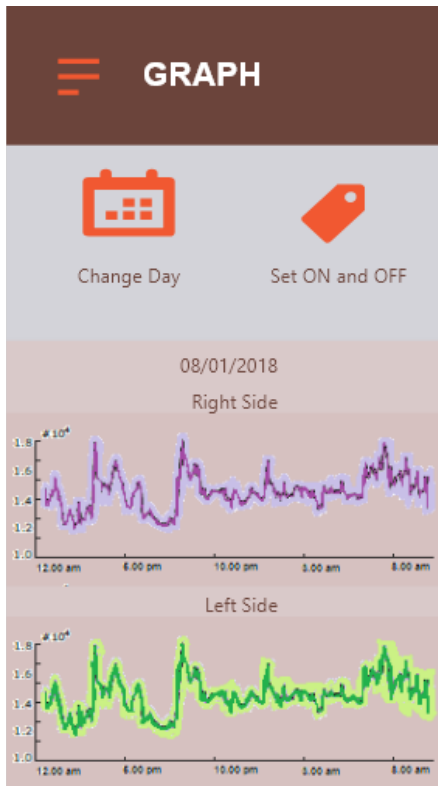 GRAPH
Change Day Set ON and OFF
08/01/2018
Right Side
x10⁴
1.8
1.6
1.4
1.2
1.0
12.00 am 6.00 pm 10.00 pm 3.00 am 8.00 am
Left Side
x10⁴
1.8
1.6
1.4
1.2
1.0
12.00 am 6.00 pm 10.00 pm 3.00 am 8.00 am